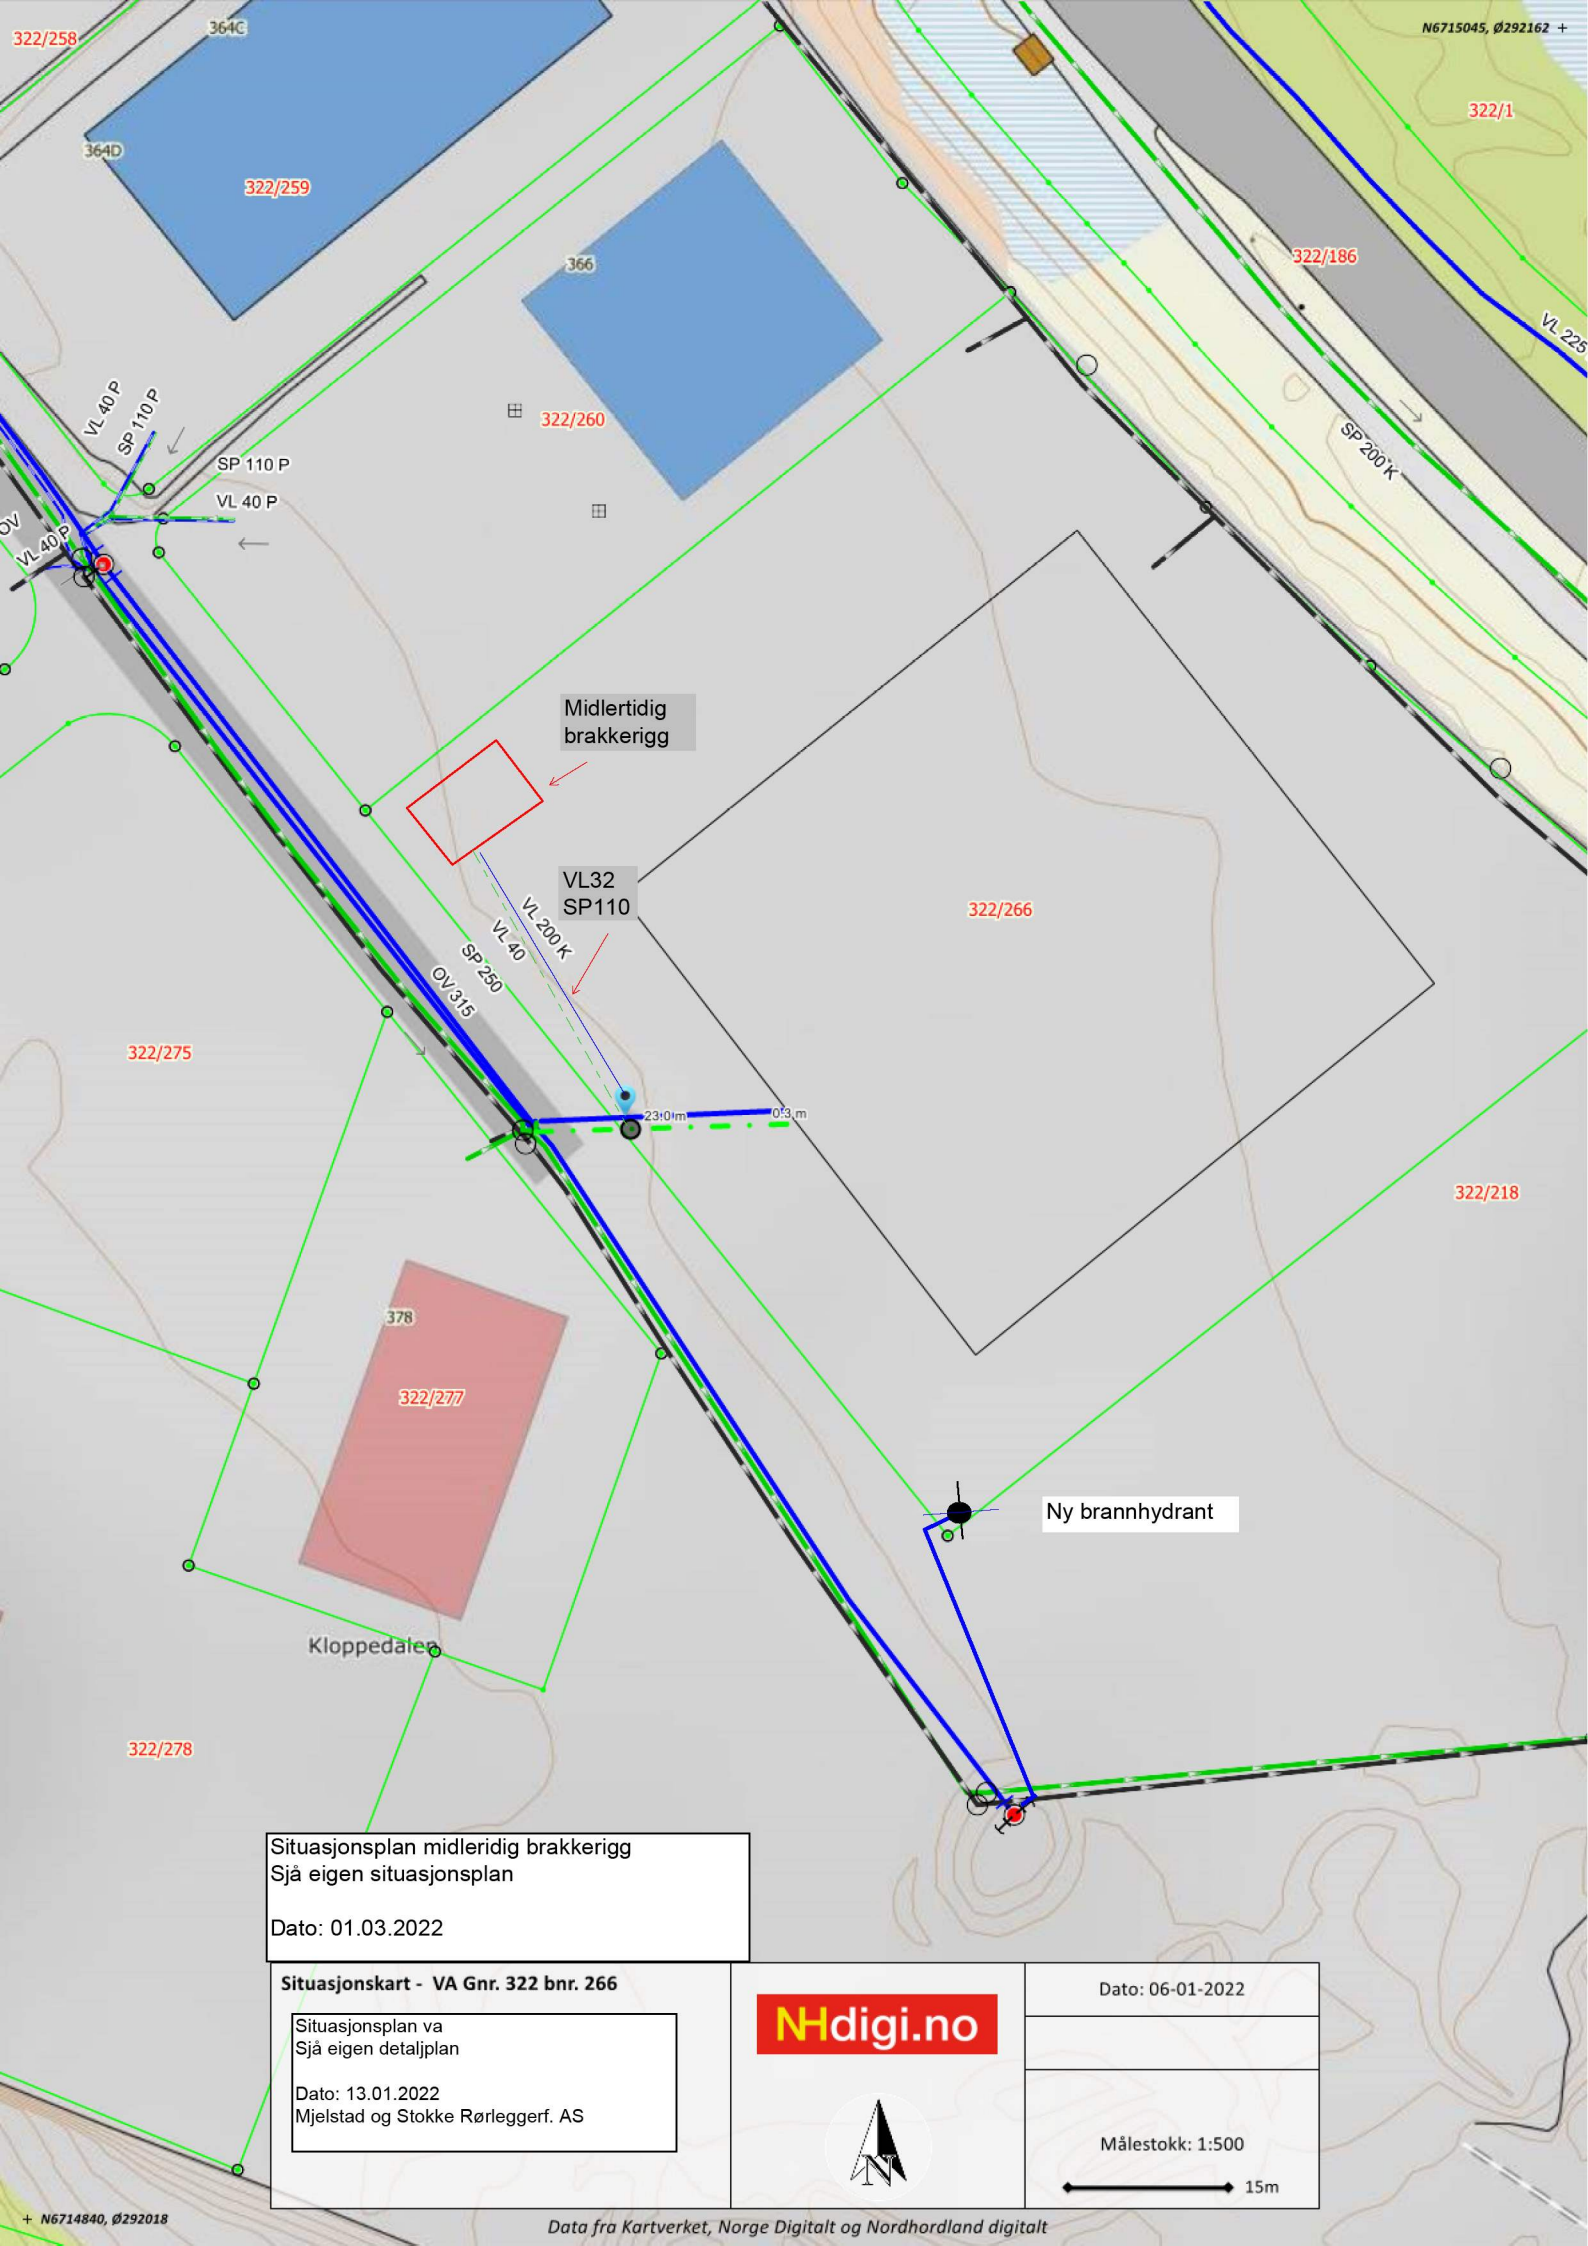 322/258
364C
N6715045, Ø292162
322/1
364D
322/259
366
322/186
VL 225
322/260
VL 40 P
SP 110 P
SP 110 P
VL 40 P
OV
VL 40 P
SP 200 K
Midlertidig
brakkerigg
VL32
SP110
VL 200 K
VL 40
SP 250
OV 315
322/266
322/275
23.0 m
0.3 m
322/218
378
322/277
Ny brannhydrant
Kloppedalen
322/278
Situasjonsplan midleridig brakkerigg
Sjå eigen situasjonsplan
Dato: 01.03.2022
Situasjonskart - VA Gnr. 322 bnr. 266
Situasjonsplan va
Sjå eigen detaljplan
Dato: 13.01.2022
Mjelstad og Stokke Rørleggerf. AS
NHdigi.no
N
Dato: 06-01-2022
Målestokk: 1:500
15m
N6714840, Ø292018
Data fra Kartverket, Norge Digitalt og Nordhordland digitalt